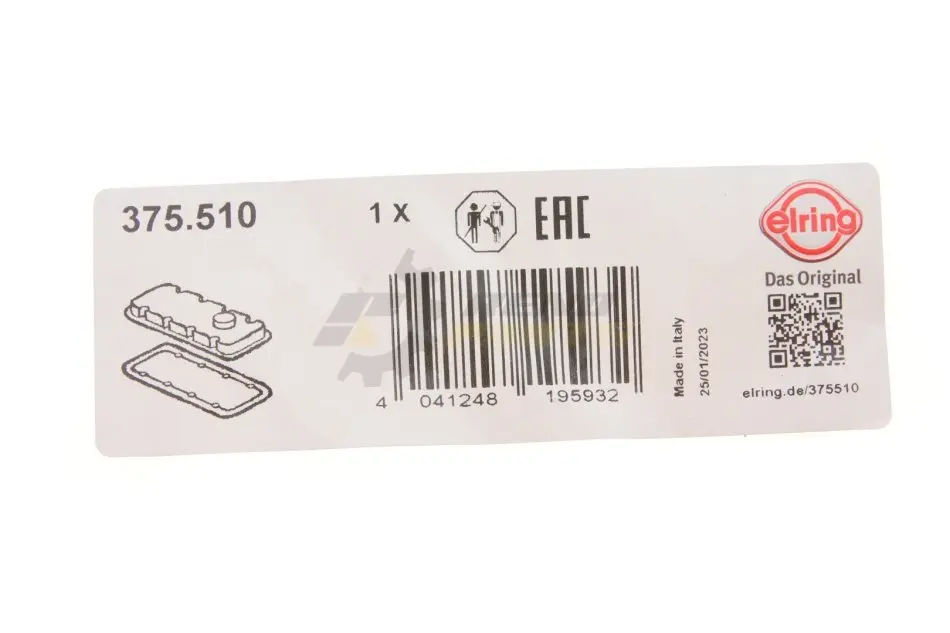 375.510
1 X
EAC
elring
Das Original
4 041248 195932
Made in Italy
25/01/2023
elring.de/375510